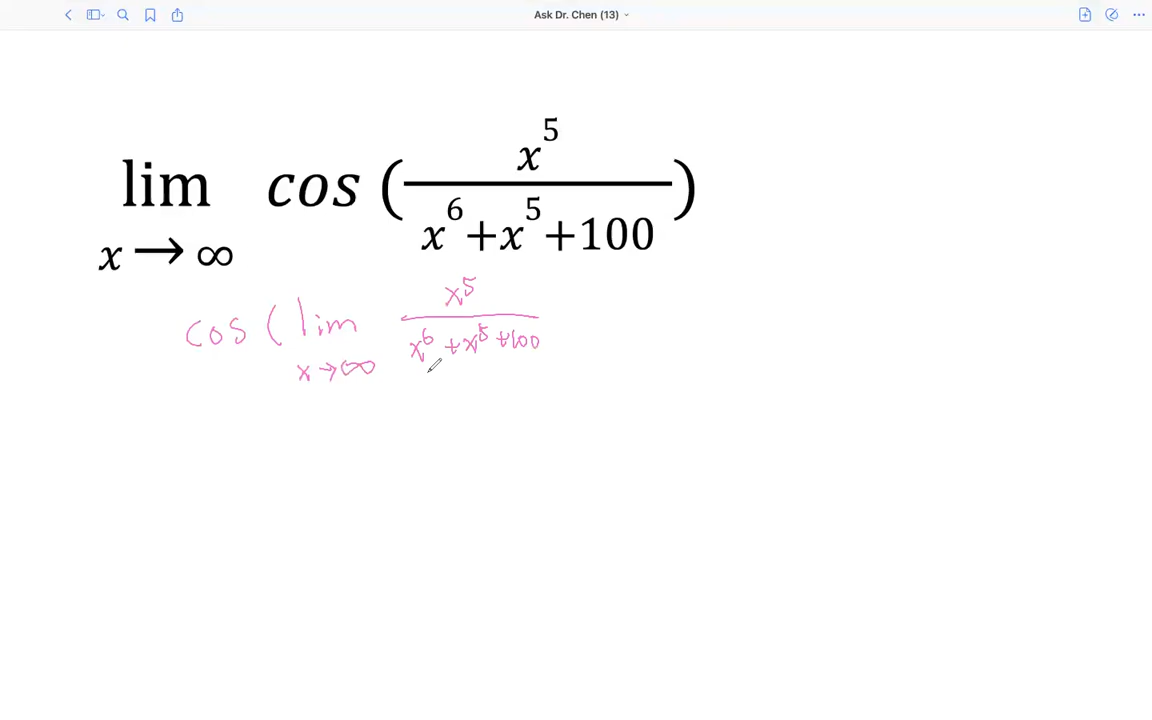 Ask Dr. Chen (13)
lim x → ∞ cos (x^5 / (x^6+x^5+100))
cos ( lim x → ∞ x^5 / (x^6 + x^5 + 100)